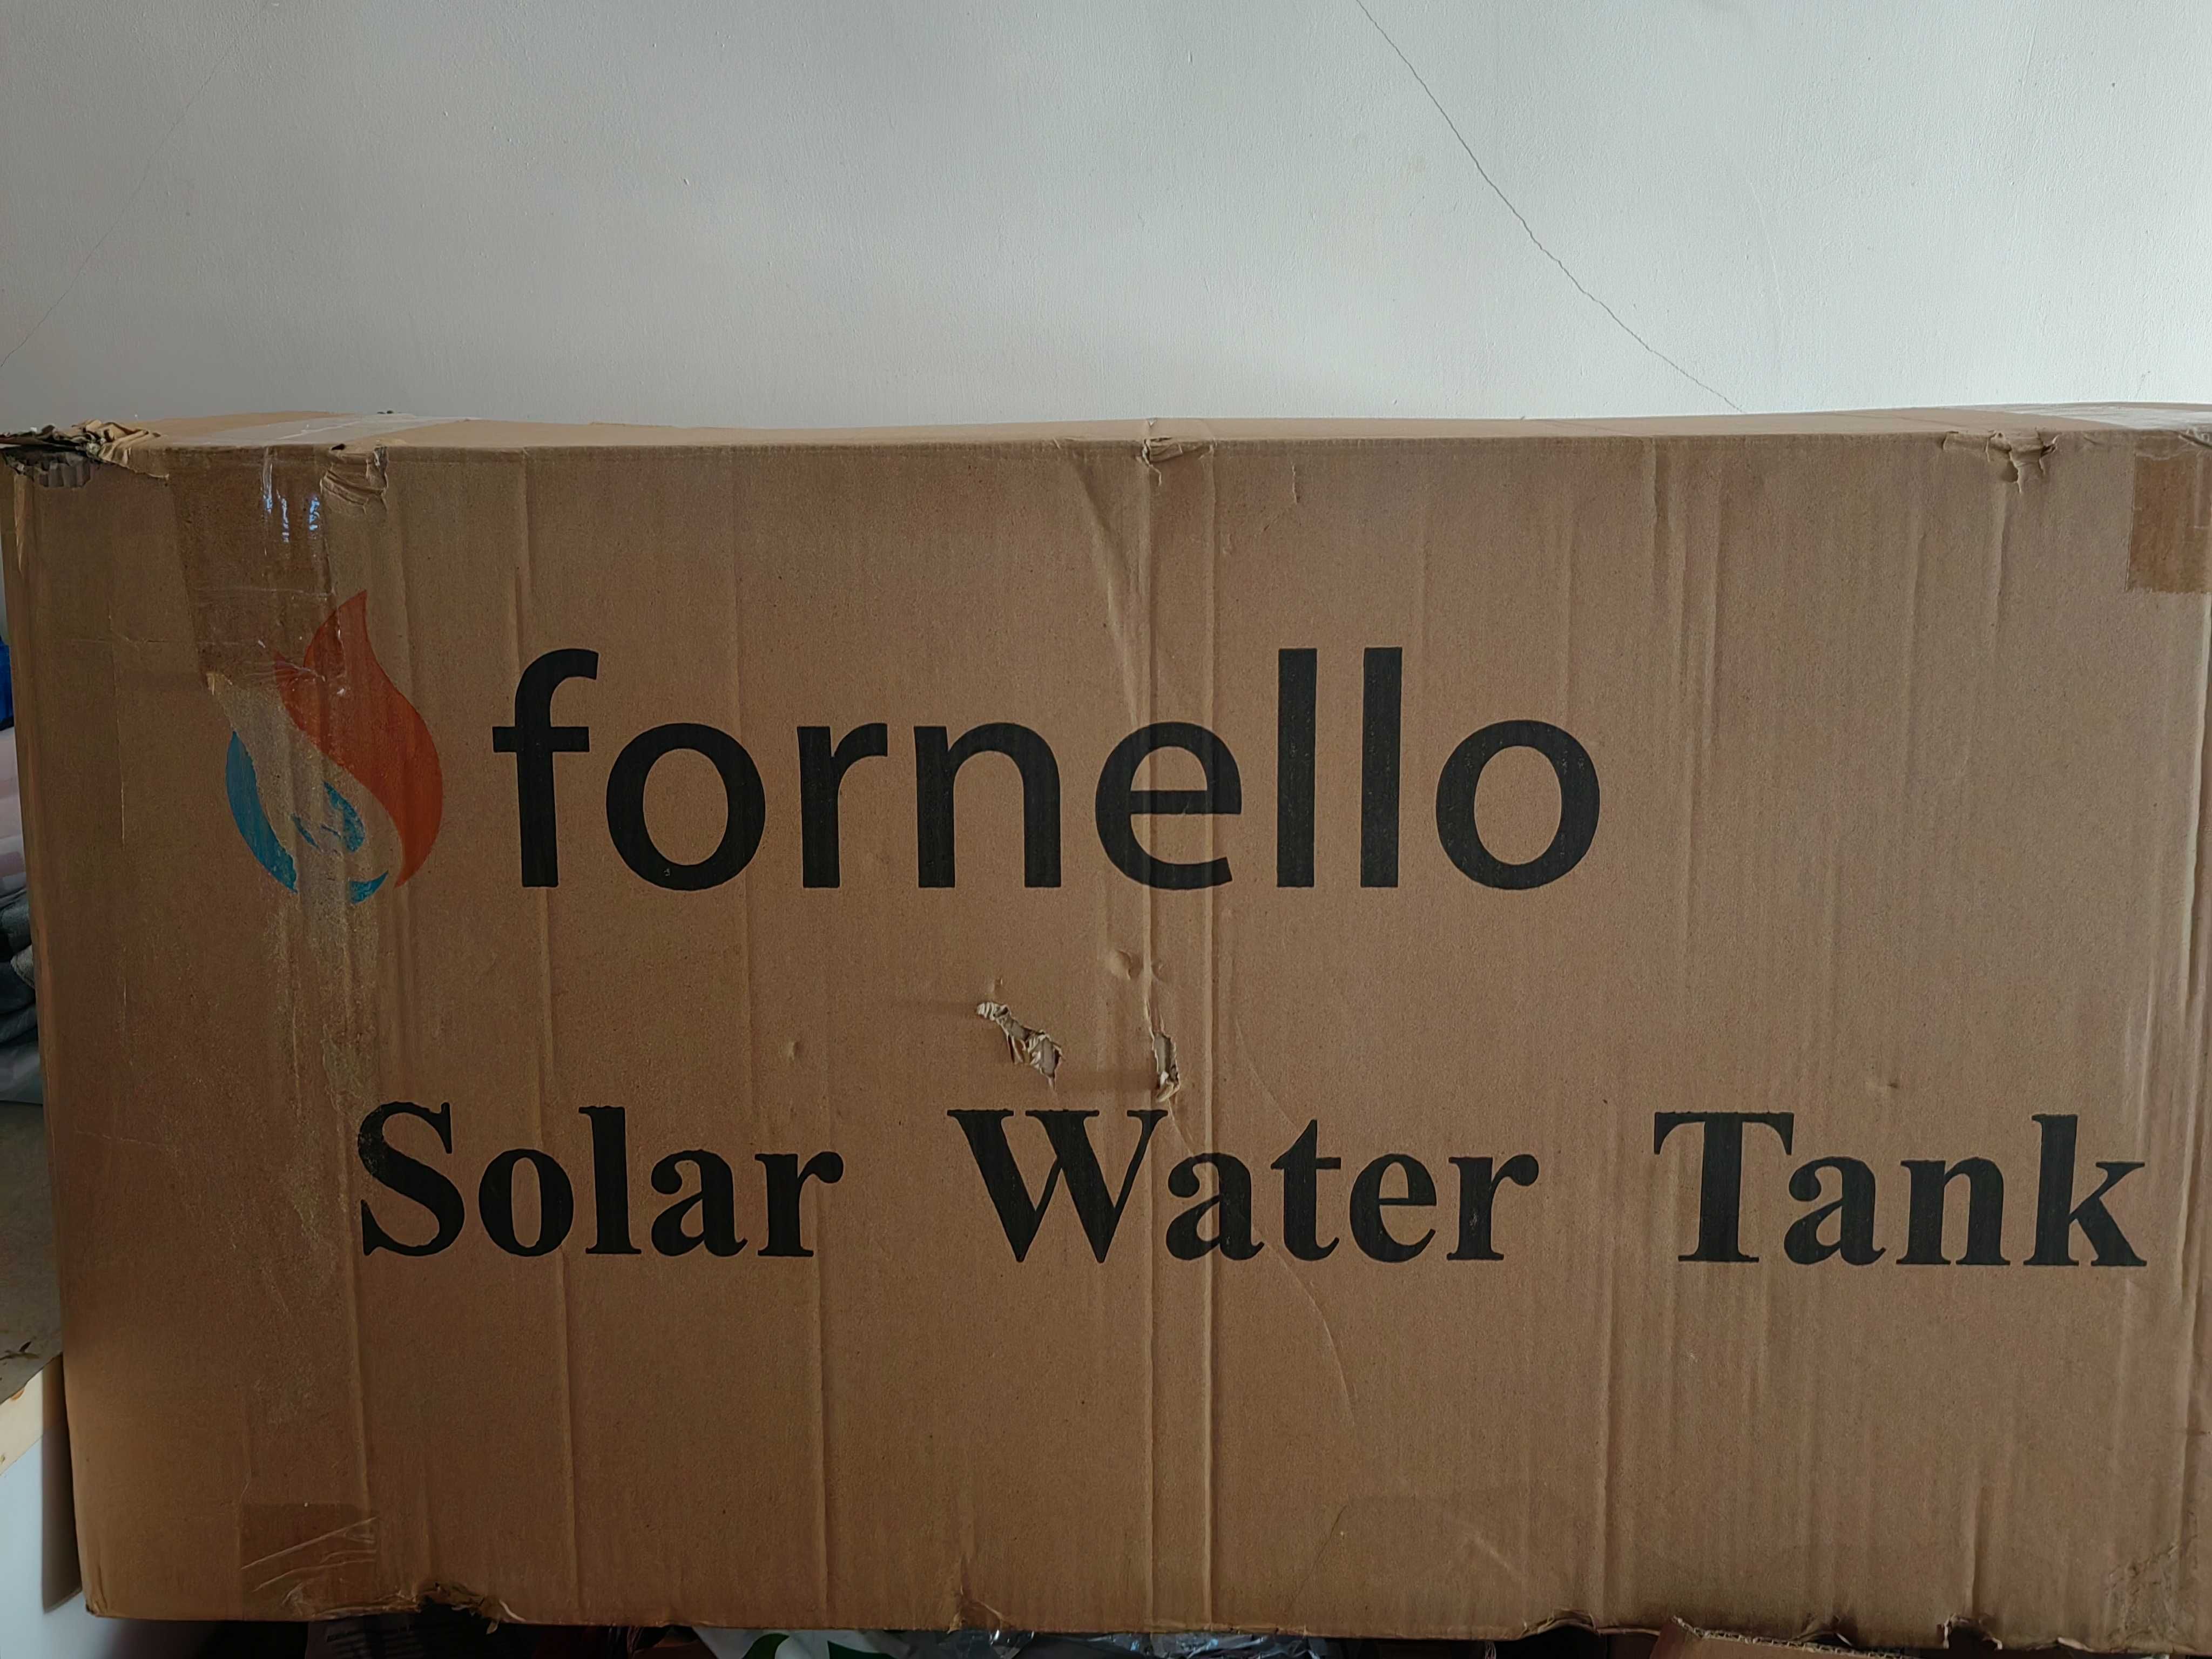 fornello
Solar Water Tank